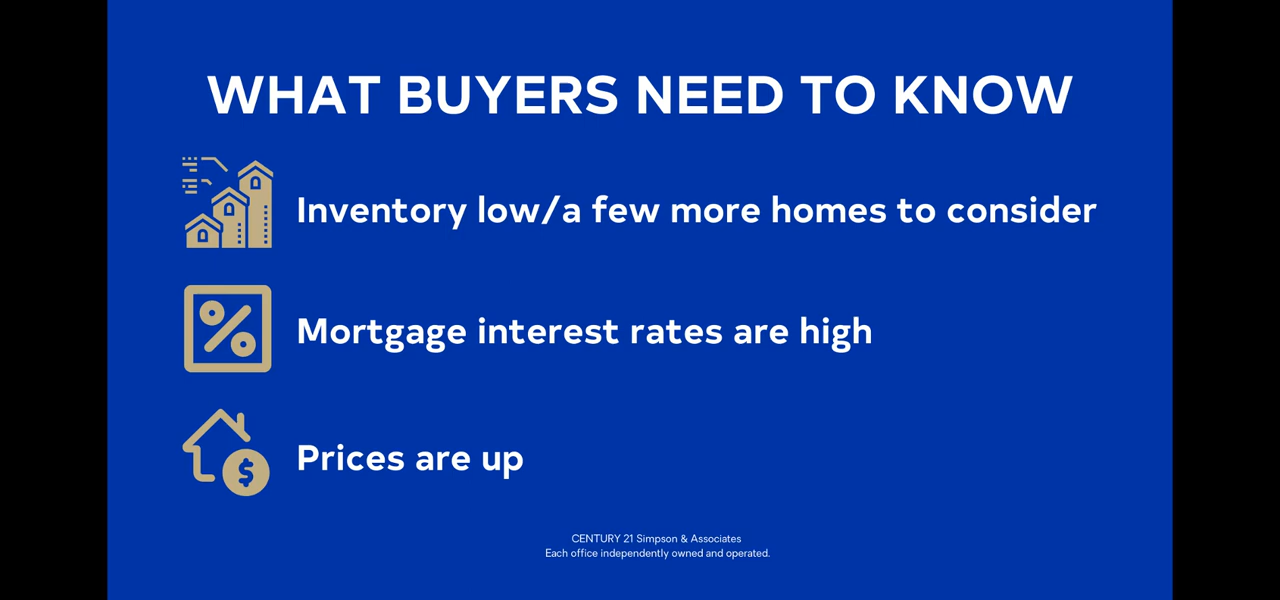 WHAT BUYERS NEED TO KNOW
Inventory low/a few more homes to consider
Mortgage interest rates are high
Prices are up
CENTURY 21 Simpson & Associates
Each office independently owned and operated.